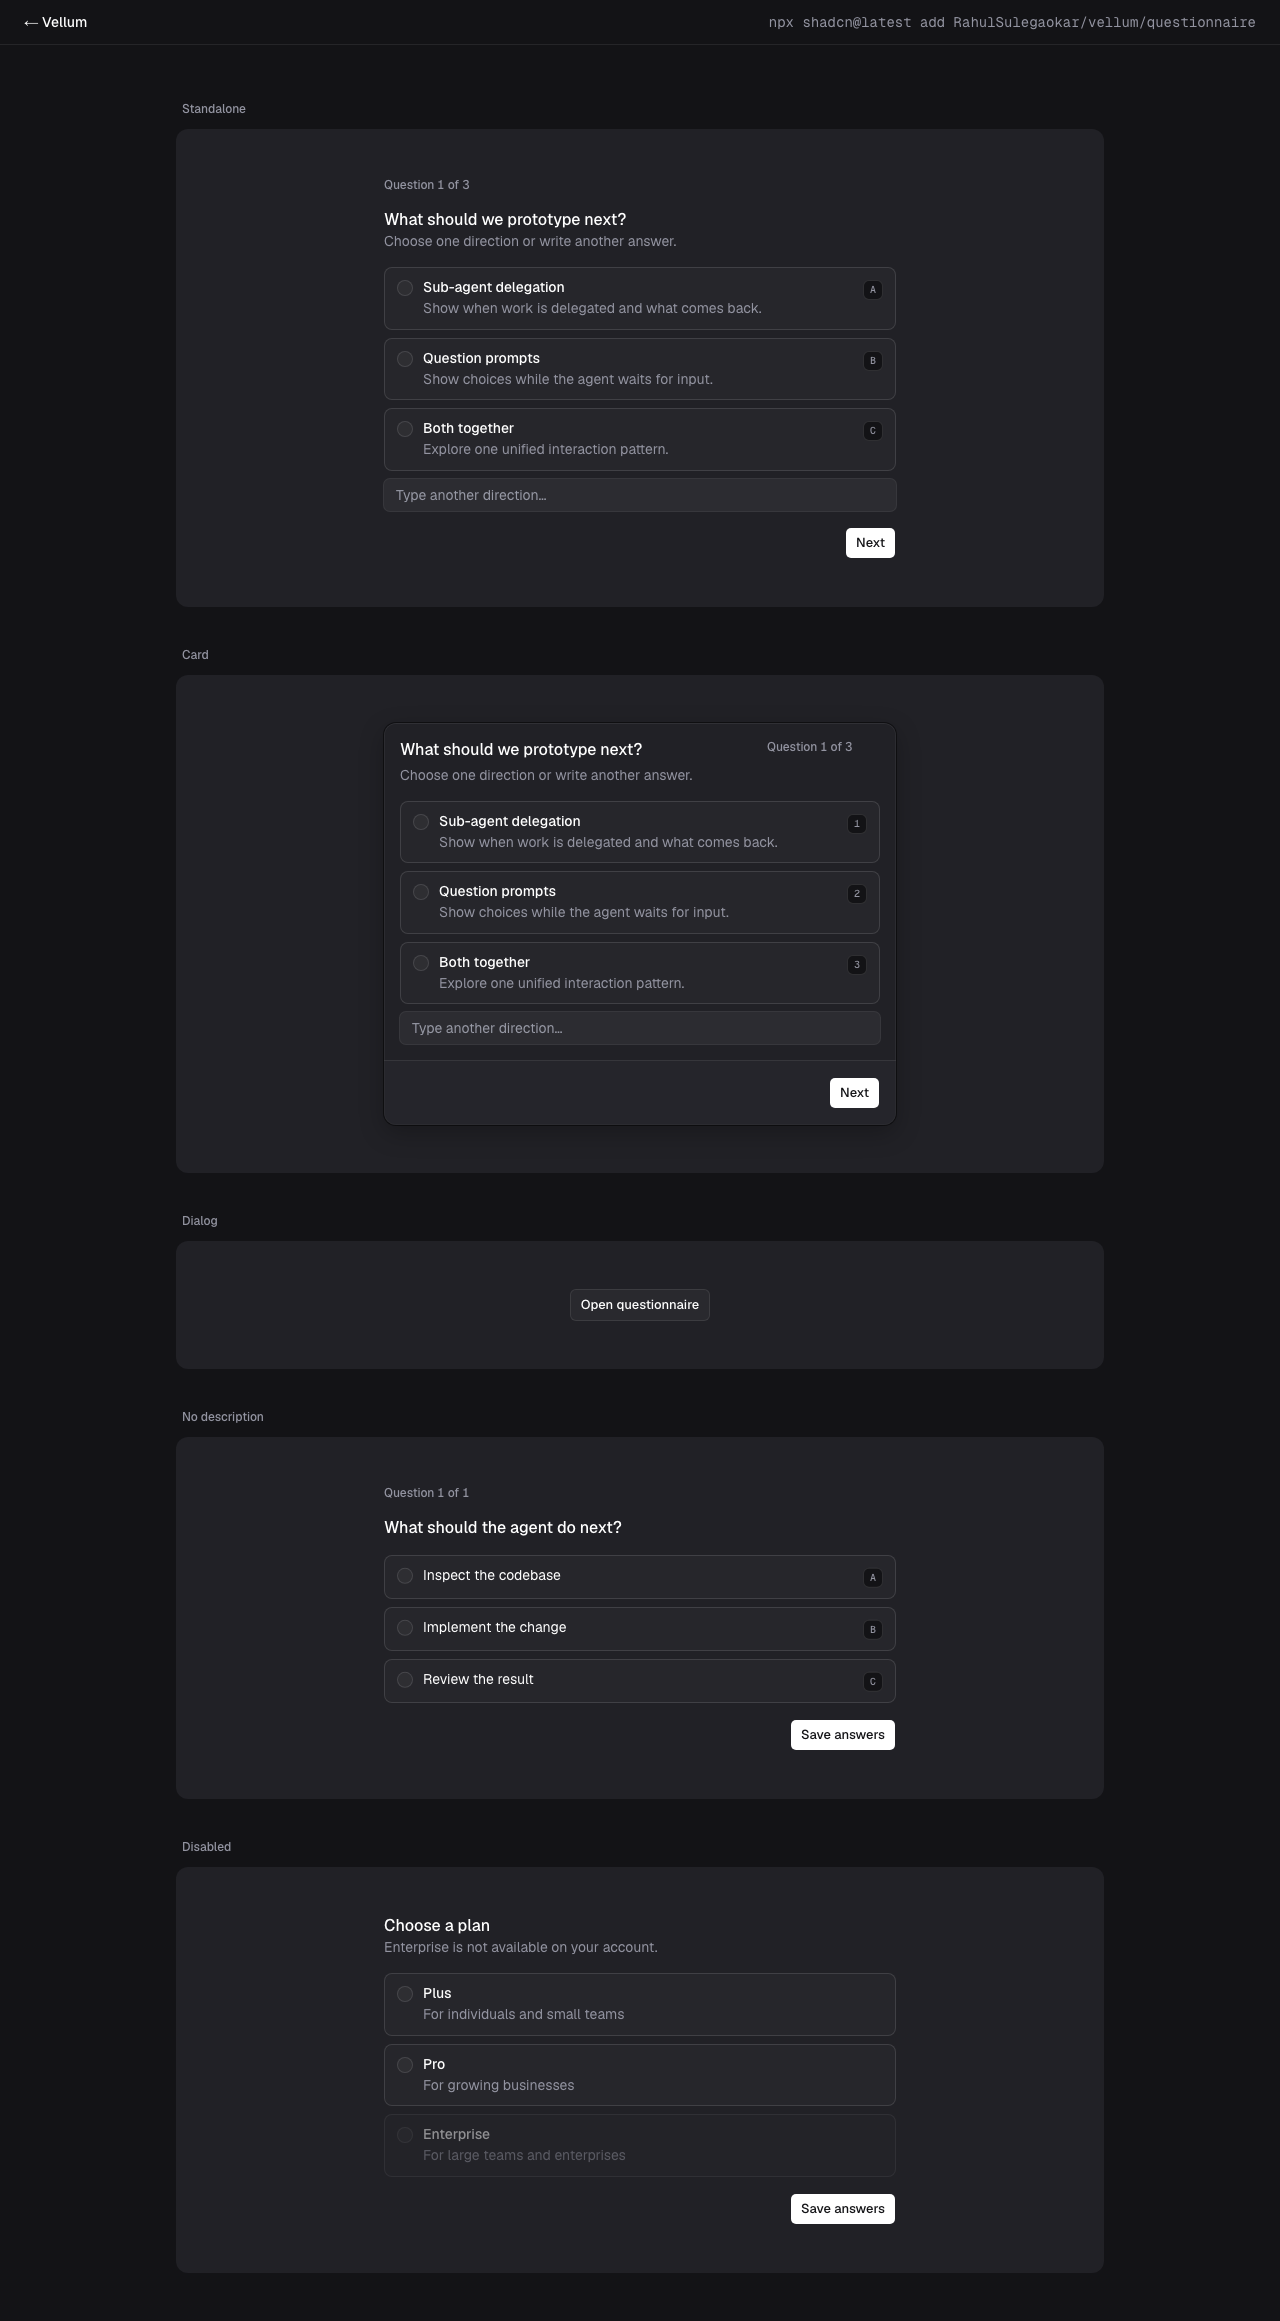 ← Vellum
npx shadcn@latest add RahulSulegaokar/vellum/questionnaire
Standalone
Question 1 of 3
What should we prototype next?
Choose one direction or write another answer.
Sub-agent delegation
A
Show when work is delegated and what comes back.
Question prompts
B
Show choices while the agent waits for input.
Both together
C
Explore one unified interaction pattern.
Type another direction…
Next
Card
What should we prototype next?
Question 1 of 3
Choose one direction or write another answer.
Sub-agent delegation
1
Show when work is delegated and what comes back.
Question prompts
2
Show choices while the agent waits for input.
Both together
3
Explore one unified interaction pattern.
Type another direction…
Next
Dialog
Open questionnaire
No description
Question 1 of 1
What should the agent do next?
Inspect the codebase
A
Implement the change
B
Review the result
C
Save answers
Disabled
Choose a plan
Enterprise is not available on your account.
Plus
For individuals and small teams
Pro
For growing businesses
Enterprise
For large teams and enterprises
Save answers